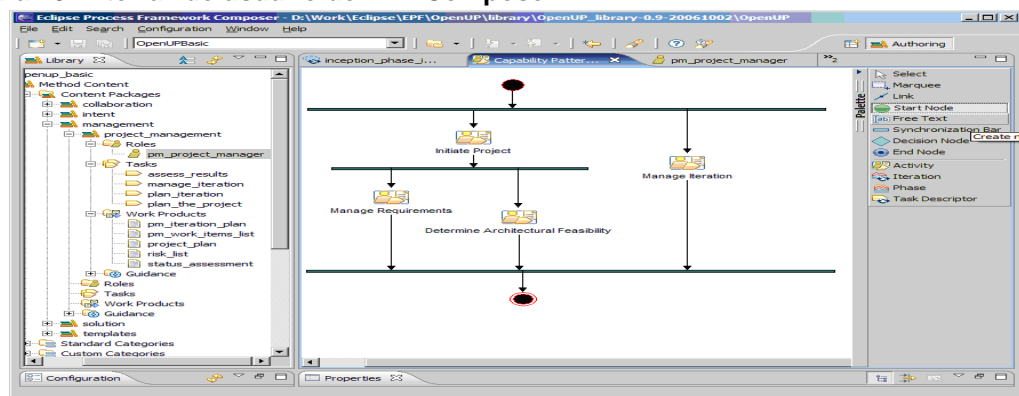 Eclipse Process Framework Composer - D:\Work\Eclipse\EPF\OpenUP\library\OpenUP_library-0.9-20061002\OpenUP
File Edit Search Configuration Window Help
OpenUPBasic
Authoring
Library
inception_phase_i...
Capability Patter...
pm_project_manager
2
penup_basic
Method Content
Content Packages
collaboration
intent
management
project_management
Roles
pm_project_manager
Tasks
assess_results
manage_iteration
plan_iteration
plan_the_project
Work Products
pm_iteration_plan
pm_work_items_list
project_plan
risk_list
status_assessment
Guidance
Roles
Tasks
Work Products
Guidance
solution
templates
Standard Categories
Custom Categories
Initiate Project
Manage Iteration
Manage Requirements
Determine Architectural Feasibility
Palette
Select
Marquee
Link
Start Node
Free Text
Synchronization Bar
Decision Node
Create n
End Node
Activity
Iteration
Phase
Task Descriptor
Configuration
Properties